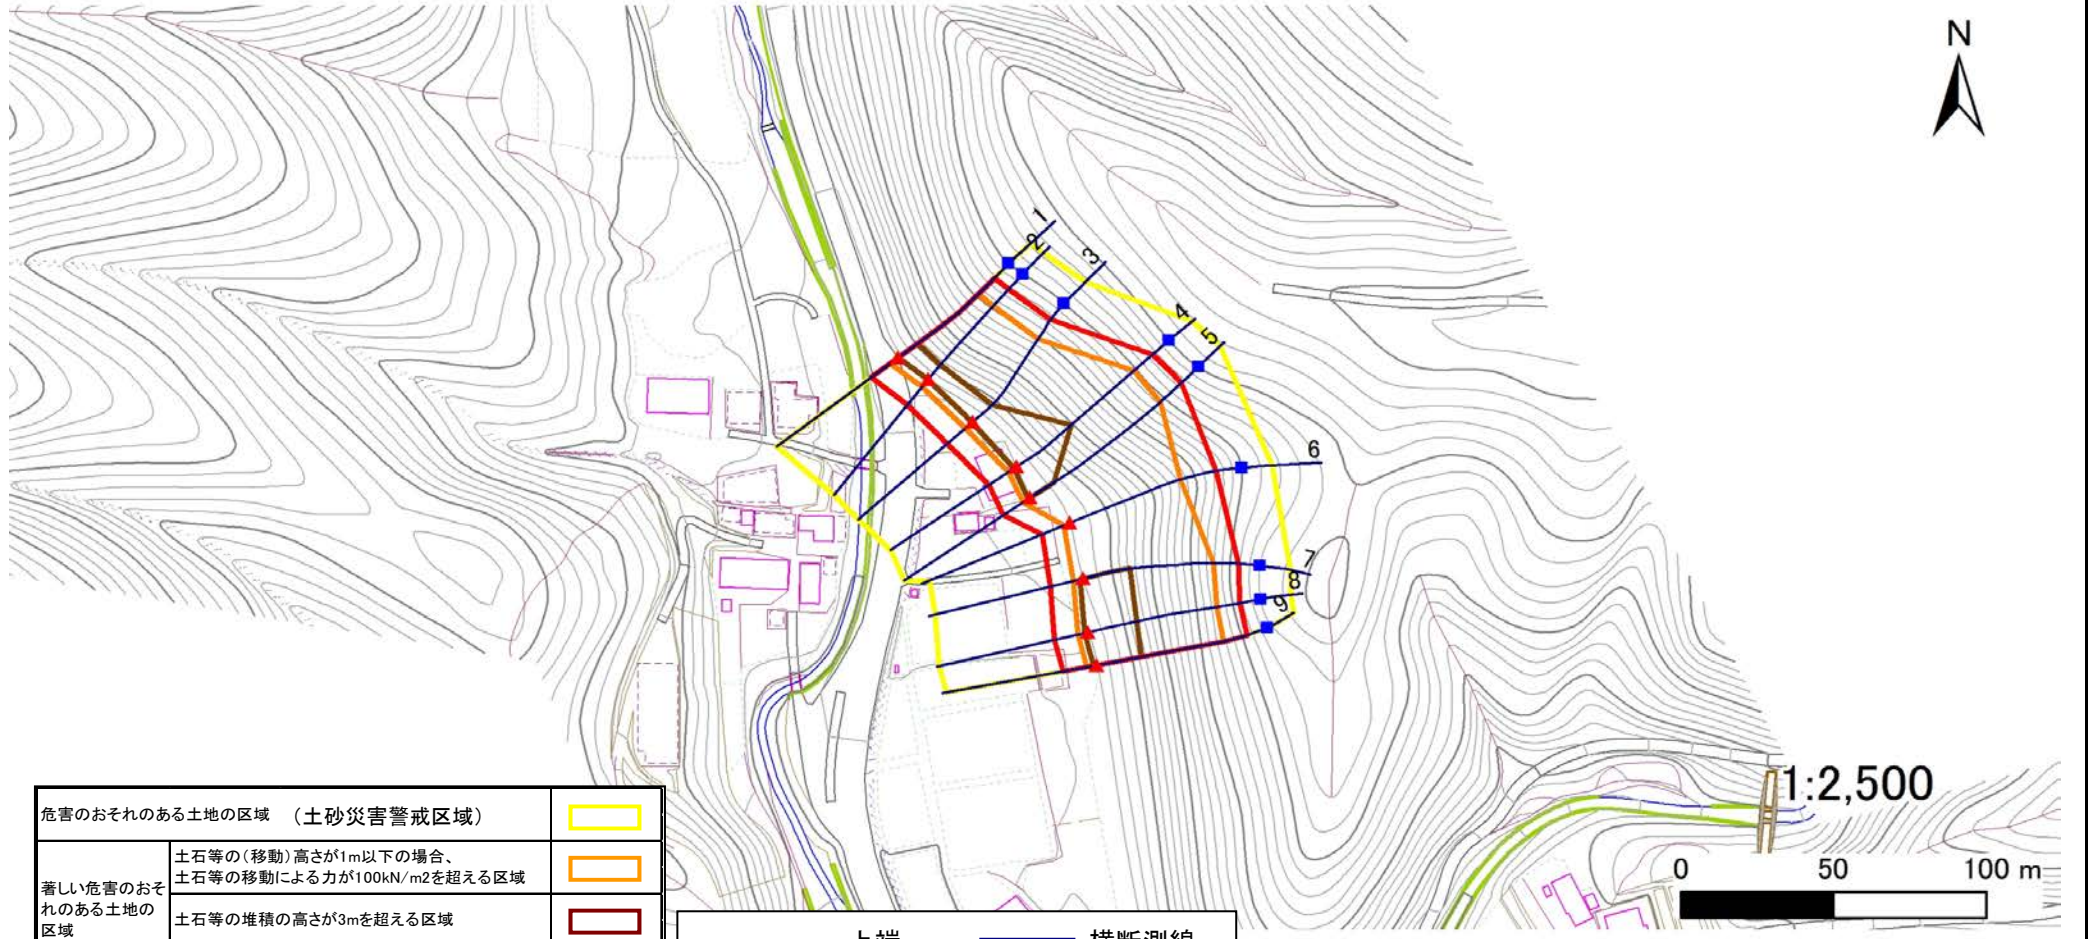 N
1
2
3
4
5
6
7
8
9
1:2,500
0 50 100 m
危害のおそれのある土地の区域 (土砂災害警戒区域)
著しい危害のおそ
れのある土地の
区域
土石等の(移動)高さが1m以下の場合、
土石等の移動による力が100kN/m2を超える区域
土石等の堆積の高さが3mを超える区域
上端 横断測線